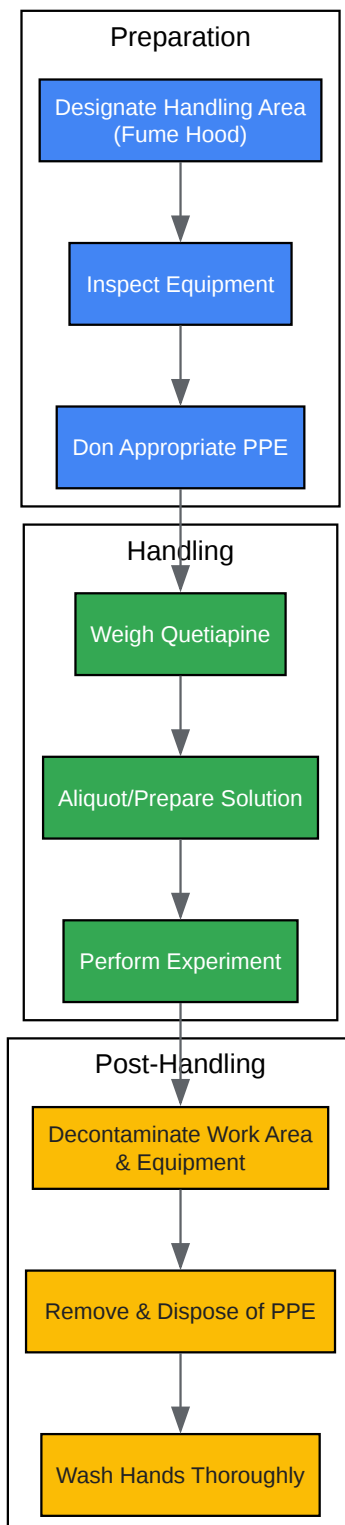 Preparation
Designate Handling Area
(Fume Hood)
Inspect Equipment
Don Appropriate PPE
Handling
Weigh Quetiapine
Aliquot/Prepare Solution
Perform Experiment
Post-Handling
Decontaminate Work Area
& Equipment
Remove & Dispose of PPE
Wash Hands Thoroughly